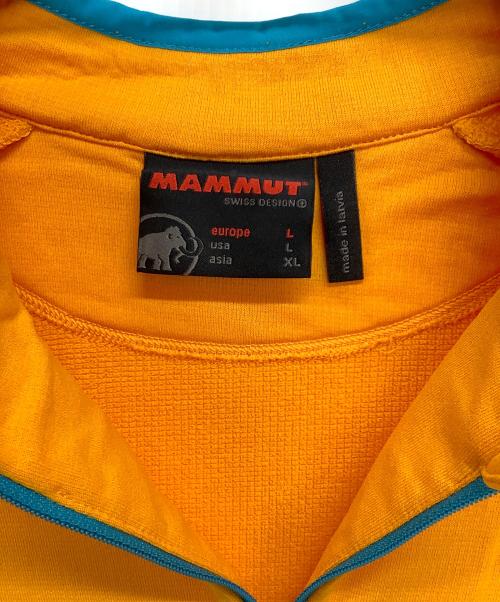 MAMMUT
SWISS DESIGN
europe L
usa L
asia XL
made in latvia